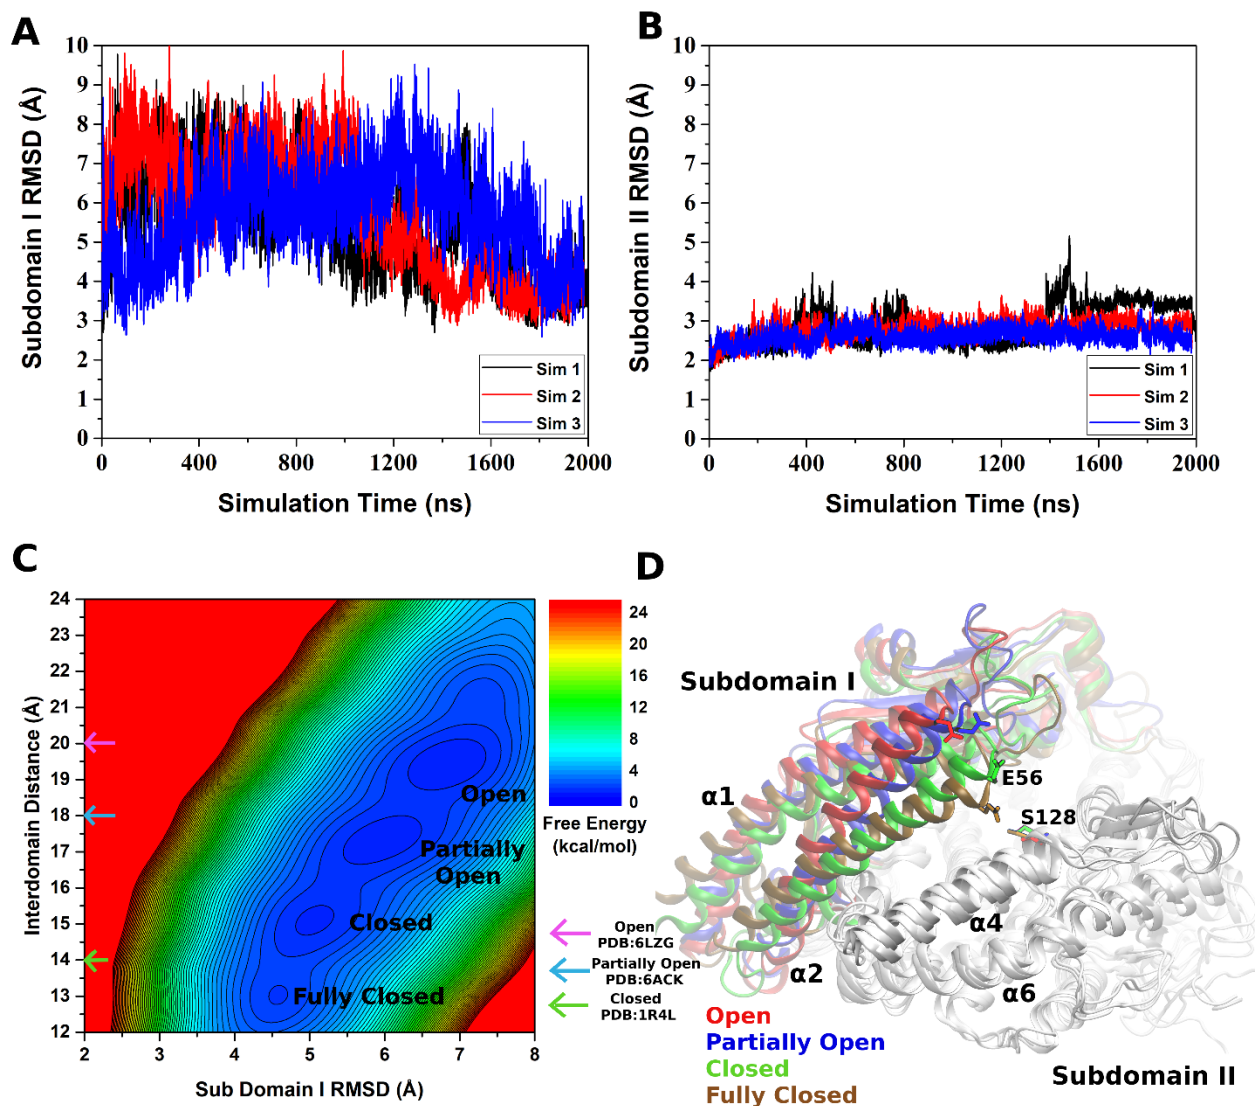 A
10
9
8
7
6
5
4
3
2
1
0
Subdomain I RMSD (Å)
Sim 1
Sim 2
Sim 3
0 400 800 1200 1600 2000
Simulation Time (ns)
B
10
9
8
7
6
5
4
3
2
1
0
Subdomain II RMSD (Å)
Sim 1
Sim 2
Sim 3
0 400 800 1200 1600 2000
Simulation Time (ns)
C
24
23
22
21
20
19
18
17
16
15
14
13
12
Interdomain Distance (Å)
Open
Partially
Open
Closed
Fully Closed
2 3 4 5 6 7 8
Sub Domain I RMSD (Å)
24
20
16
12
8
4
0
Free Energy
(kcal/mol)
Open
PDB:6LZG
Partially Open
PDB:6ACK
Closed
PDB:1R4L
D
Subdomain I
α1
E56
S128
α4
α2
α6
Open
Partially Open
Closed
Fully Closed
Subdomain II